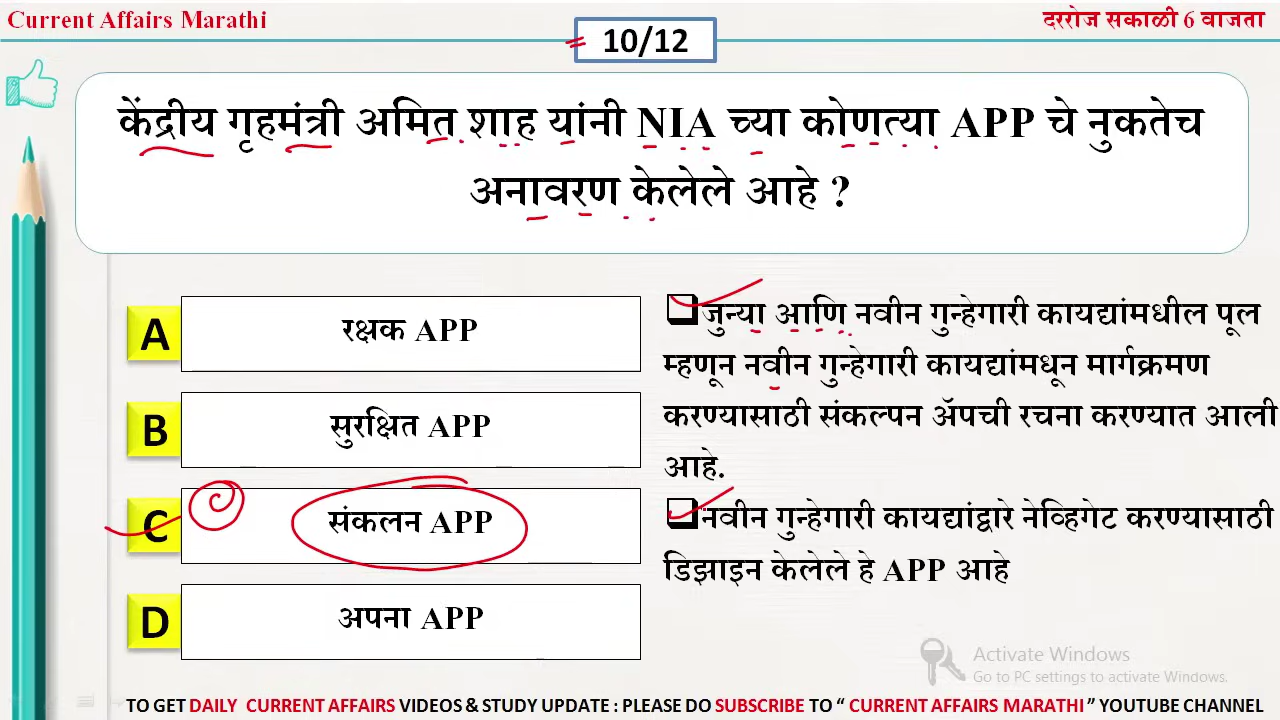 Current Affairs Marathi
दररोज सकाळी 6 वाजता
10/12
केंद्रीय गृहमंत्री अमित शाह यांनी NIA च्या कोणत्या APP चे नुकतेच
अनावरण केलेले आहे ?
A
रक्षक APP
B
सुरक्षित APP
C
संकलन APP
D
अपना APP
जुन्या आणि नवीन गुन्हेगारी कायद्यांमधील पूल
म्हणून नवीन गुन्हेगारी कायद्यांमधून मार्गक्रमण
करण्यासाठी संकल्पन ॲपची रचना करण्यात आली
आहे.
नवीन गुन्हेगारी कायद्यांद्वारे नेव्हिगेट करण्यासाठी
डिझाइन केलेले हे APP आहे
Activate Windows
Go to PC settings to activate Windows.
TO GET DAILY CURRENT AFFAIRS VIDEOS & STUDY UPDATE : PLEASE DO SUBSCRIBE TO “ CURRENT AFFAIRS MARATHI ” YOUTUBE CHANNEL